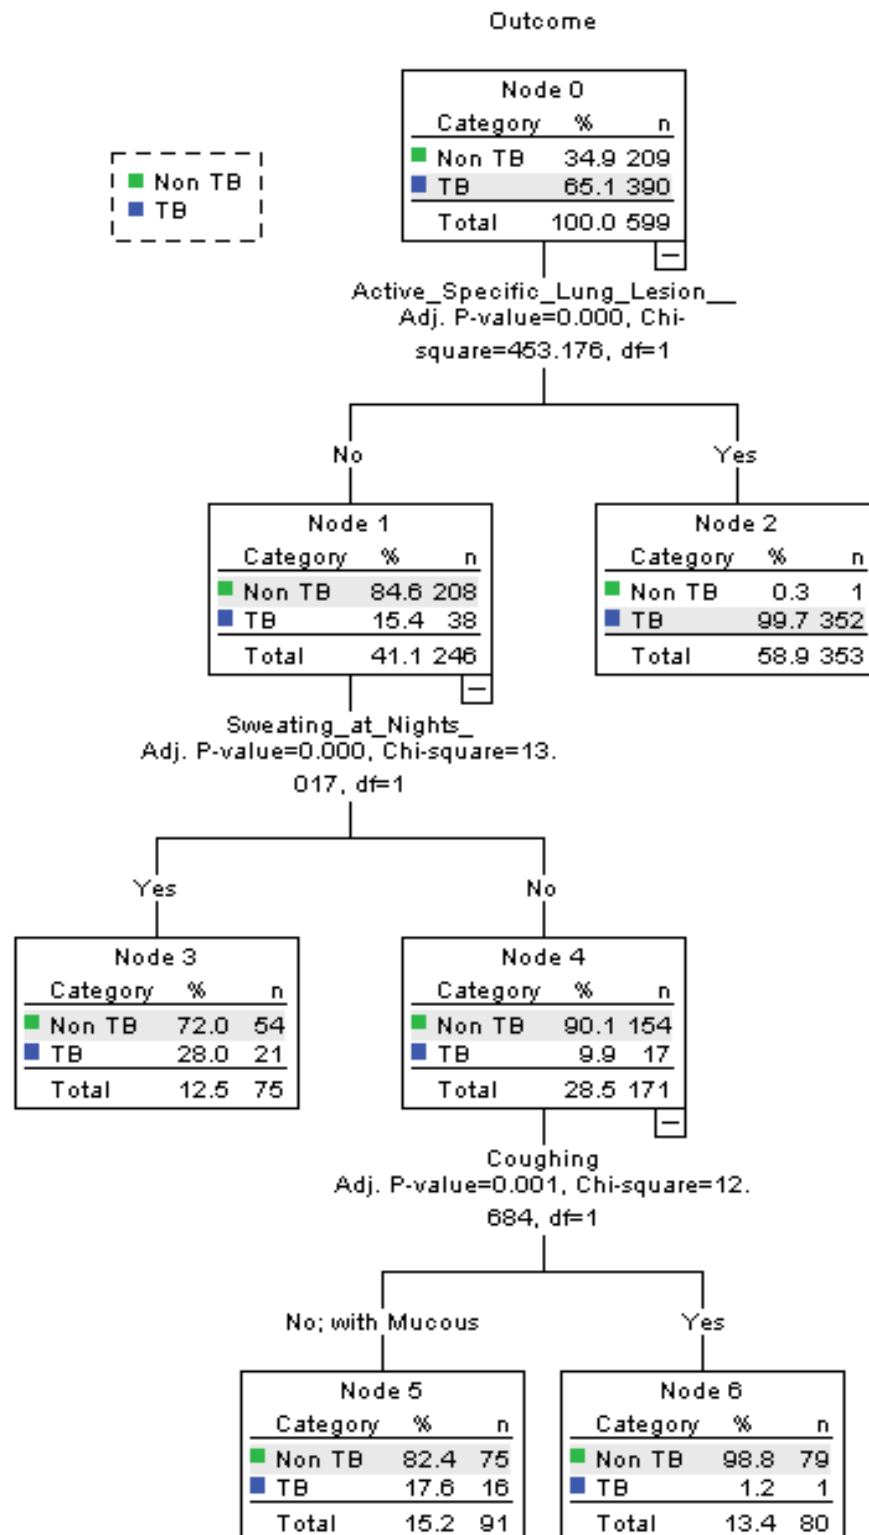 Outcome
Non TB
TB
Node 0
Category % n
Non TB 34.9 209
TB 65.1 390
Total 100.0 599
Active_Specific_Lung_Lesion__
Adj. P-value=0.000, Chi-
square=453.176, df=1
No
Yes
Node 1
Category % n
Non TB 84.6 208
TB 15.4 38
Total 41.1 246
Node 2
Category % n
Non TB 0.3 1
TB 99.7 352
Total 58.9 353
Sweating_at_Nights_
Adj. P-value=0.000, Chi-square=13.
017, df=1
Yes
No
Node 3
Category % n
Non TB 72.0 54
TB 28.0 21
Total 12.5 75
Node 4
Category % n
Non TB 90.1 154
TB 9.9 17
Total 28.5 171
Coughing
Adj. P-value=0.001, Chi-square=12.
684, df=1
No; with Mucous
Yes
Node 5
Category % n
Non TB 82.4 75
TB 17.6 16
Total 15.2 91
Node 6
Category % n
Non TB 98.8 79
TB 1.2 1
Total 13.4 80